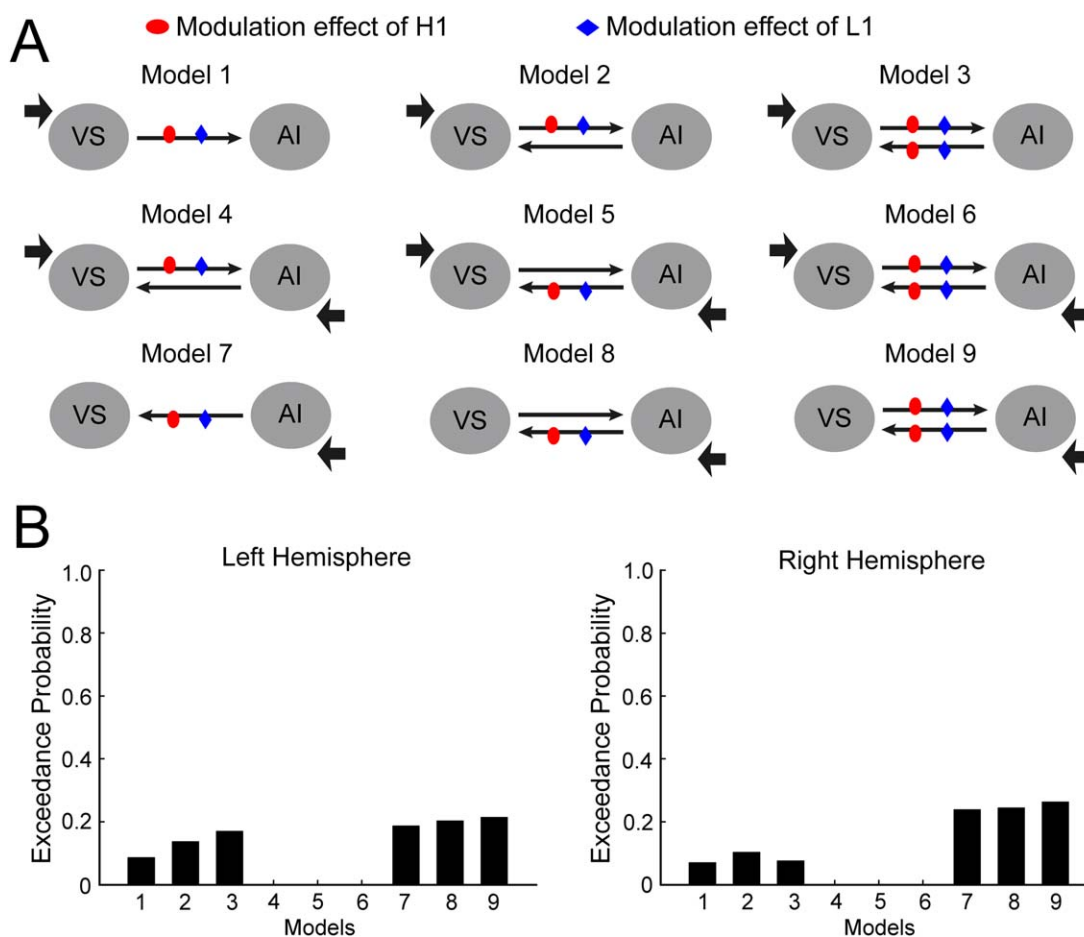 A
Modulation effect of H1 Modulation effect of L1
Model 1 Model 2 Model 3
VS AI VS AI VS AI
Model 4 Model 5 Model 6
VS AI VS AI VS AI
Model 7 Model 8 Model 9
VS AI VS AI VS AI
B
Left Hemisphere
Exceedance Probability
1.0
0.8
0.6
0.4
0.2
0
1 2 3 4 5 6 7 8 9
Models
Right Hemisphere
Exceedance Probability
1.0
0.8
0.6
0.4
0.2
0
1 2 3 4 5 6 7 8 9
Models